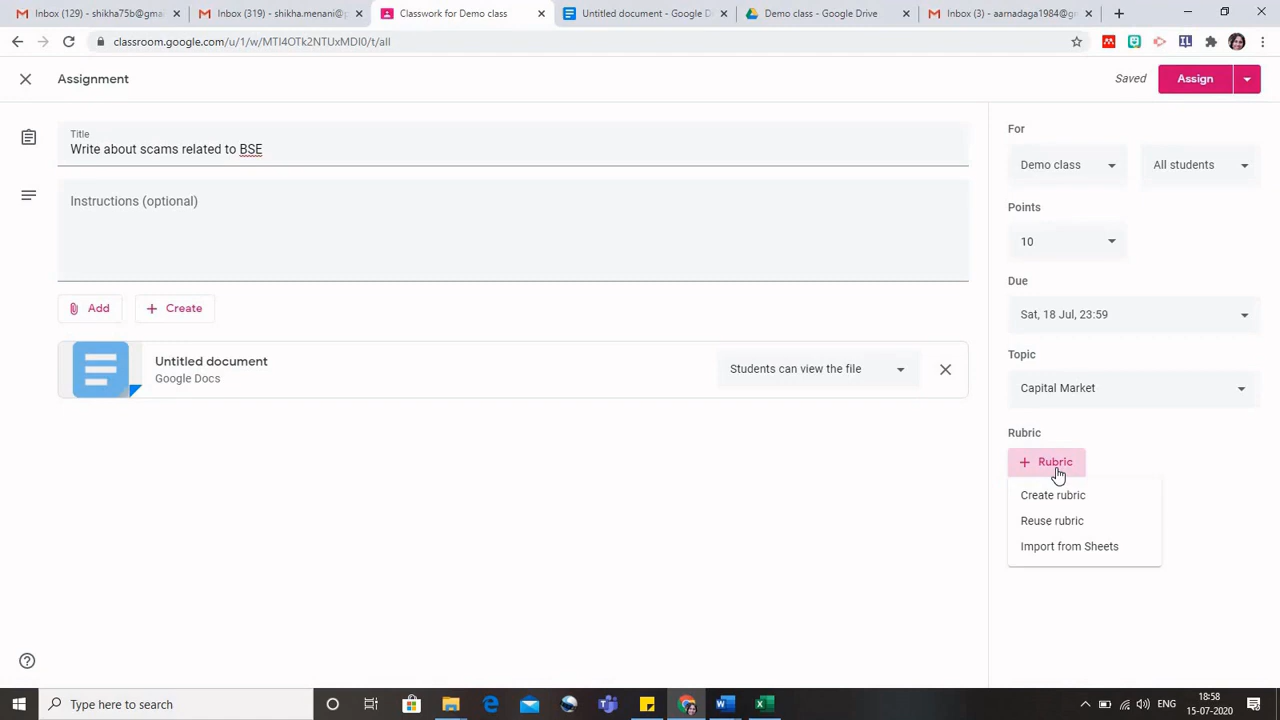 Inbox (129) - shikha75b@gma
Inbox (319) - shikhamenani@p
Classwork for Demo class
Untitled document - Google D
Demo class - Google Drive
Inbox (3) - aarnadaga1984@g
classroom.google.com/u/1/w/MTI4OTk2NTUxMDI0/t/all
Assignment
Saved
Assign
Title
Write about scams related to BSE
Instructions (optional)
Add
Create
Untitled document
Google Docs
Students can view the file
For
Demo class
All students
Points
10
Due
Sat, 18 Jul, 23:59
Topic
Capital Market
Rubric
+ Rubric
Create rubric
Reuse rubric
Import from Sheets
Type here to search
ENG
18:58
15-07-2020